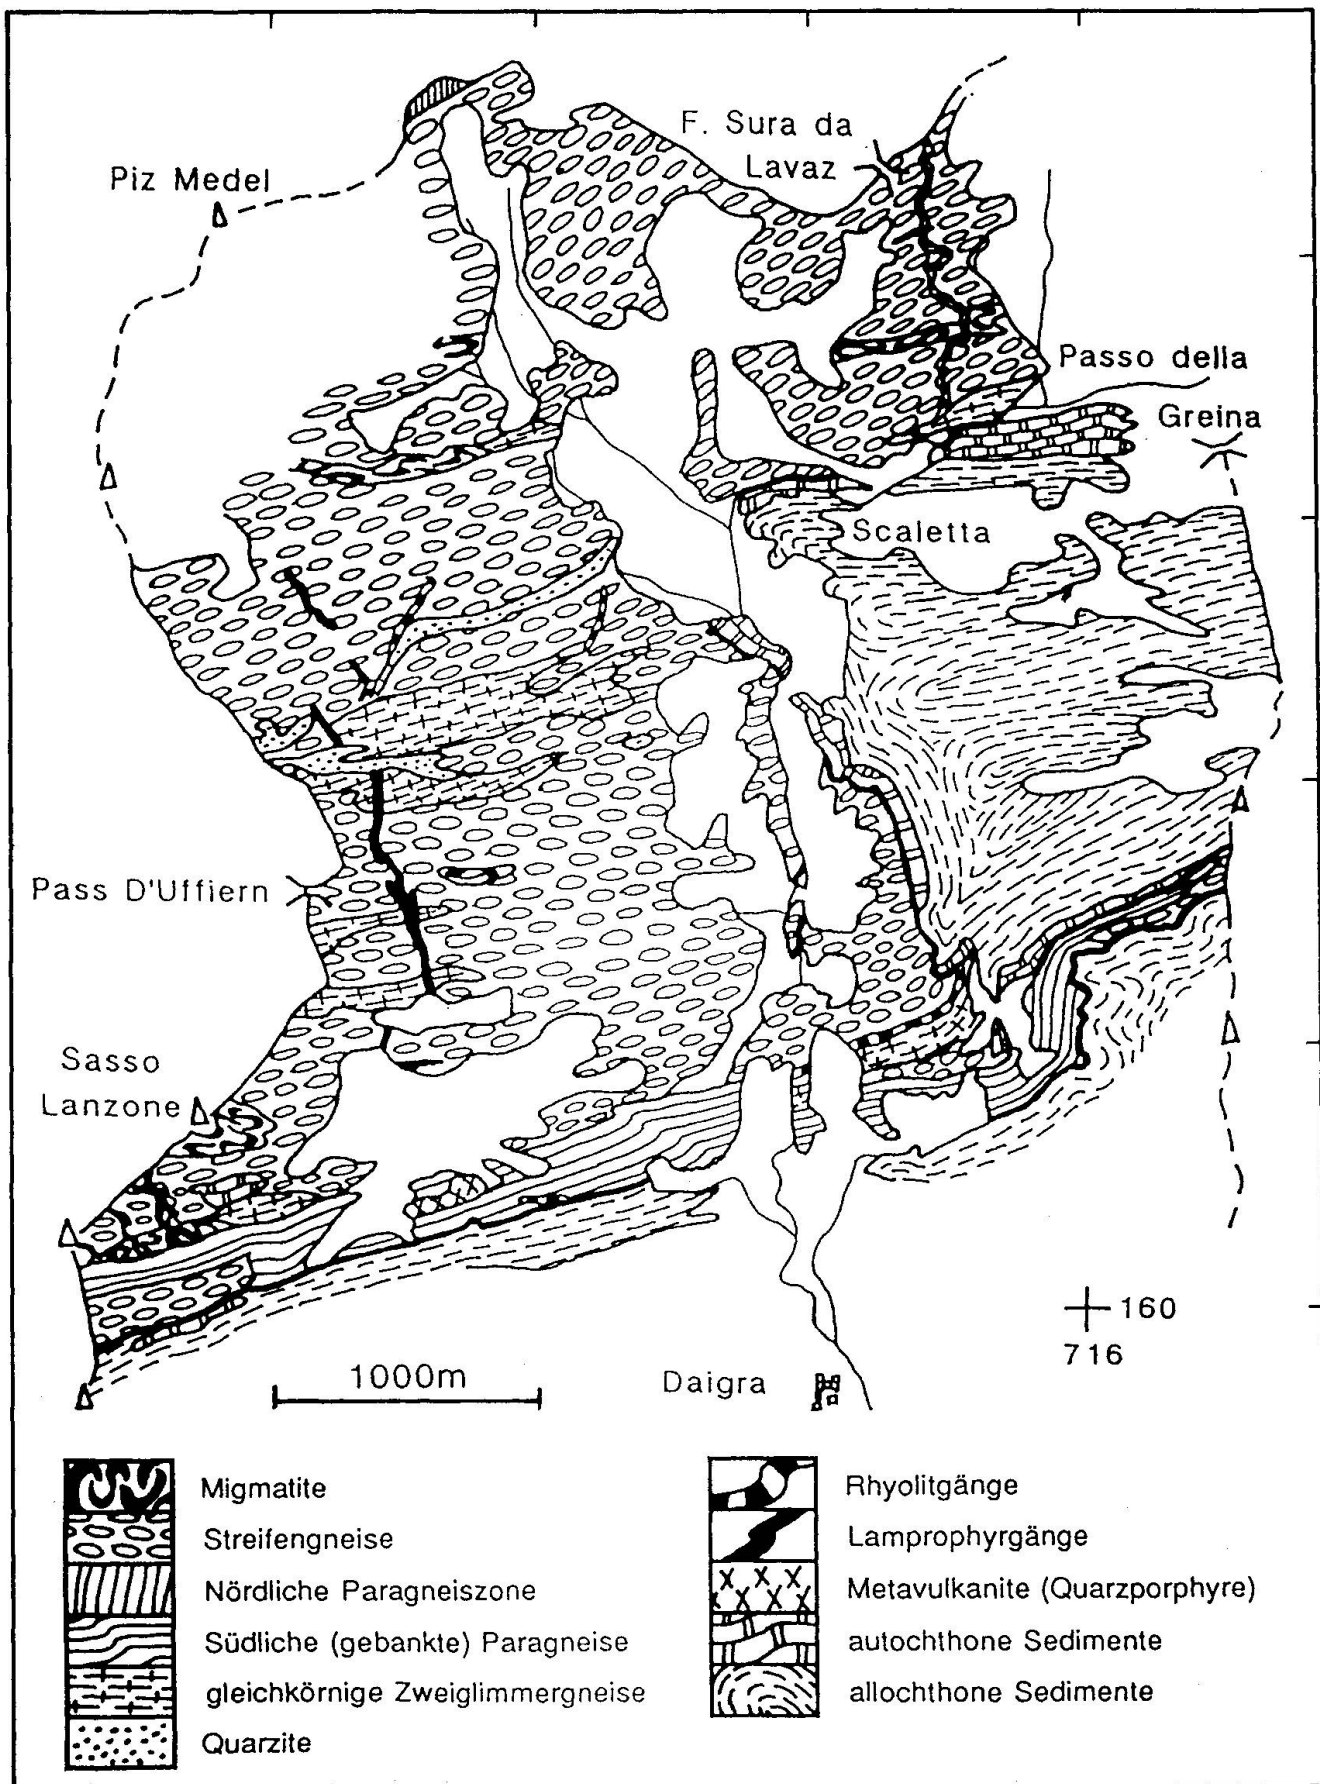 F. Sura da
Lavaz
Piz Medel
Passo della
Greina
Scaletta
Pass D'Uffiern
Sasso
Lanzone
160
716
1000m
Daigra
Migmatite
Streifengneise
Nördliche Paragneiszone
Südliche (gebankte) Paragneise
gleichkörnige Zweiglimmergneise
Quarzite
Rhyolitgänge
Lamprophyrgänge
Metavulkanite (Quarzporphyre)
autochthone Sedimente
allochthone Sedimente